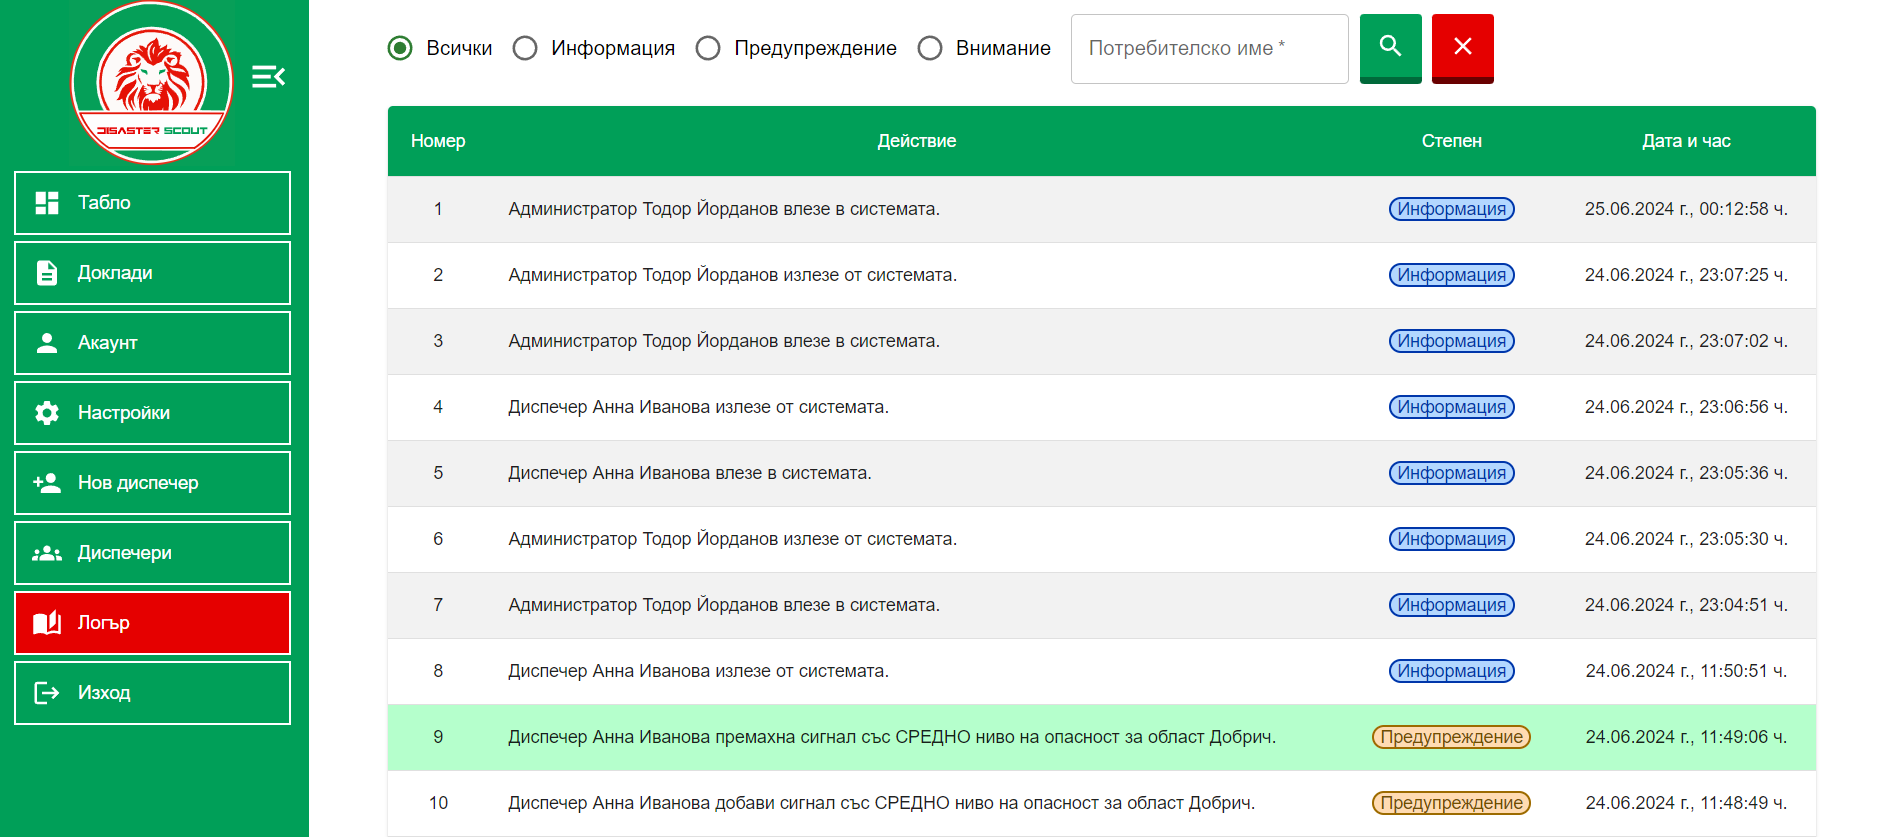 DISASTER SCOUT
Табло
Доклади
Акаунт
Настройки
Нов диспечер
Диспечери
Логър
Изход
Всички Информация Предупреждение Внимание Потребителско име *
Номер Действие Степен Дата и час
1 Администратор Тодор Йорданов влезе в системата. Информация 25.06.2024 г., 00:12:58 ч.
2 Администратор Тодор Йорданов излезе от системата. Информация 24.06.2024 г., 23:07:25 ч.
3 Администратор Тодор Йорданов влезе в системата. Информация 24.06.2024 г., 23:07:02 ч.
4 Диспечер Анна Иванова излезе от системата. Информация 24.06.2024 г., 23:06:56 ч.
5 Диспечер Анна Иванова влезе в системата. Информация 24.06.2024 г., 23:05:36 ч.
6 Администратор Тодор Йорданов излезе от системата. Информация 24.06.2024 г., 23:05:30 ч.
7 Администратор Тодор Йорданов влезе в системата. Информация 24.06.2024 г., 23:04:51 ч.
8 Диспечер Анна Иванова излезе от системата. Информация 24.06.2024 г., 11:50:51 ч.
9 Диспечер Анна Иванова премахна сигнал със СРЕДНО ниво на опасност за област Добрич. Предупреждение 24.06.2024 г., 11:49:06 ч.
10 Диспечер Анна Иванова добави сигнал със СРЕДНО ниво на опасност за област Добрич. Предупреждение 24.06.2024 г., 11:48:49 ч.